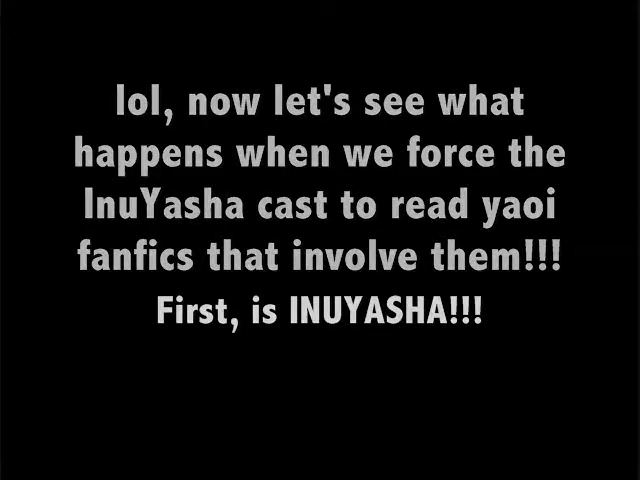 lol, now let's see what
happens when we force the
InuYasha cast to read yaoi
fanfics that involve them!!!
First, is INUYASHA!!!